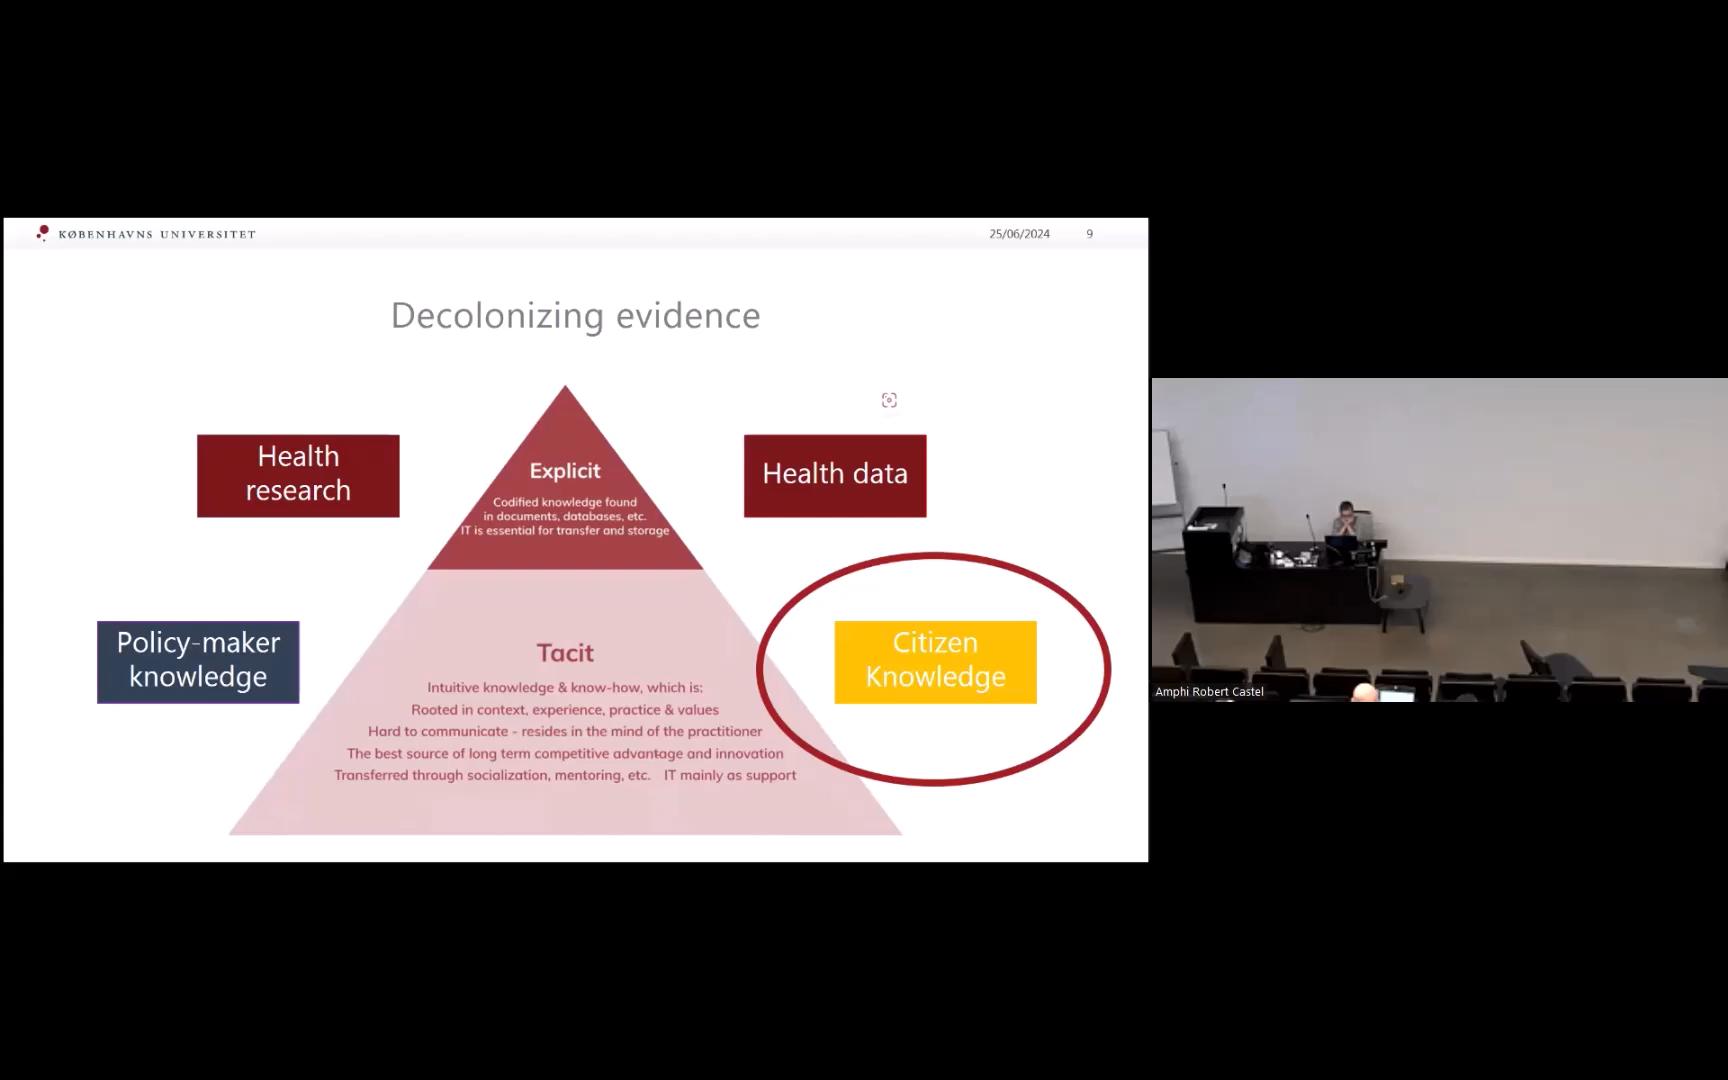 KØBENHAVNS UNIVERSITET
25/06/2024
9
Decolonizing evidence
Health
research
Explicit
Codified knowledge found
in documents, databases, etc.
IT is essential for transfer and storage
Health data
Policy-maker
knowledge
Tacit
Intuitive knowledge & know-how, which is:
Rooted in context, experience, practice & values
Hard to communicate - resides in the mind of the practitioner
The best source of long term competitive advantage and innovation
Transferred through socialization, mentoring, etc. IT mainly as support
Citizen
Knowledge
Amphi Robert Castel